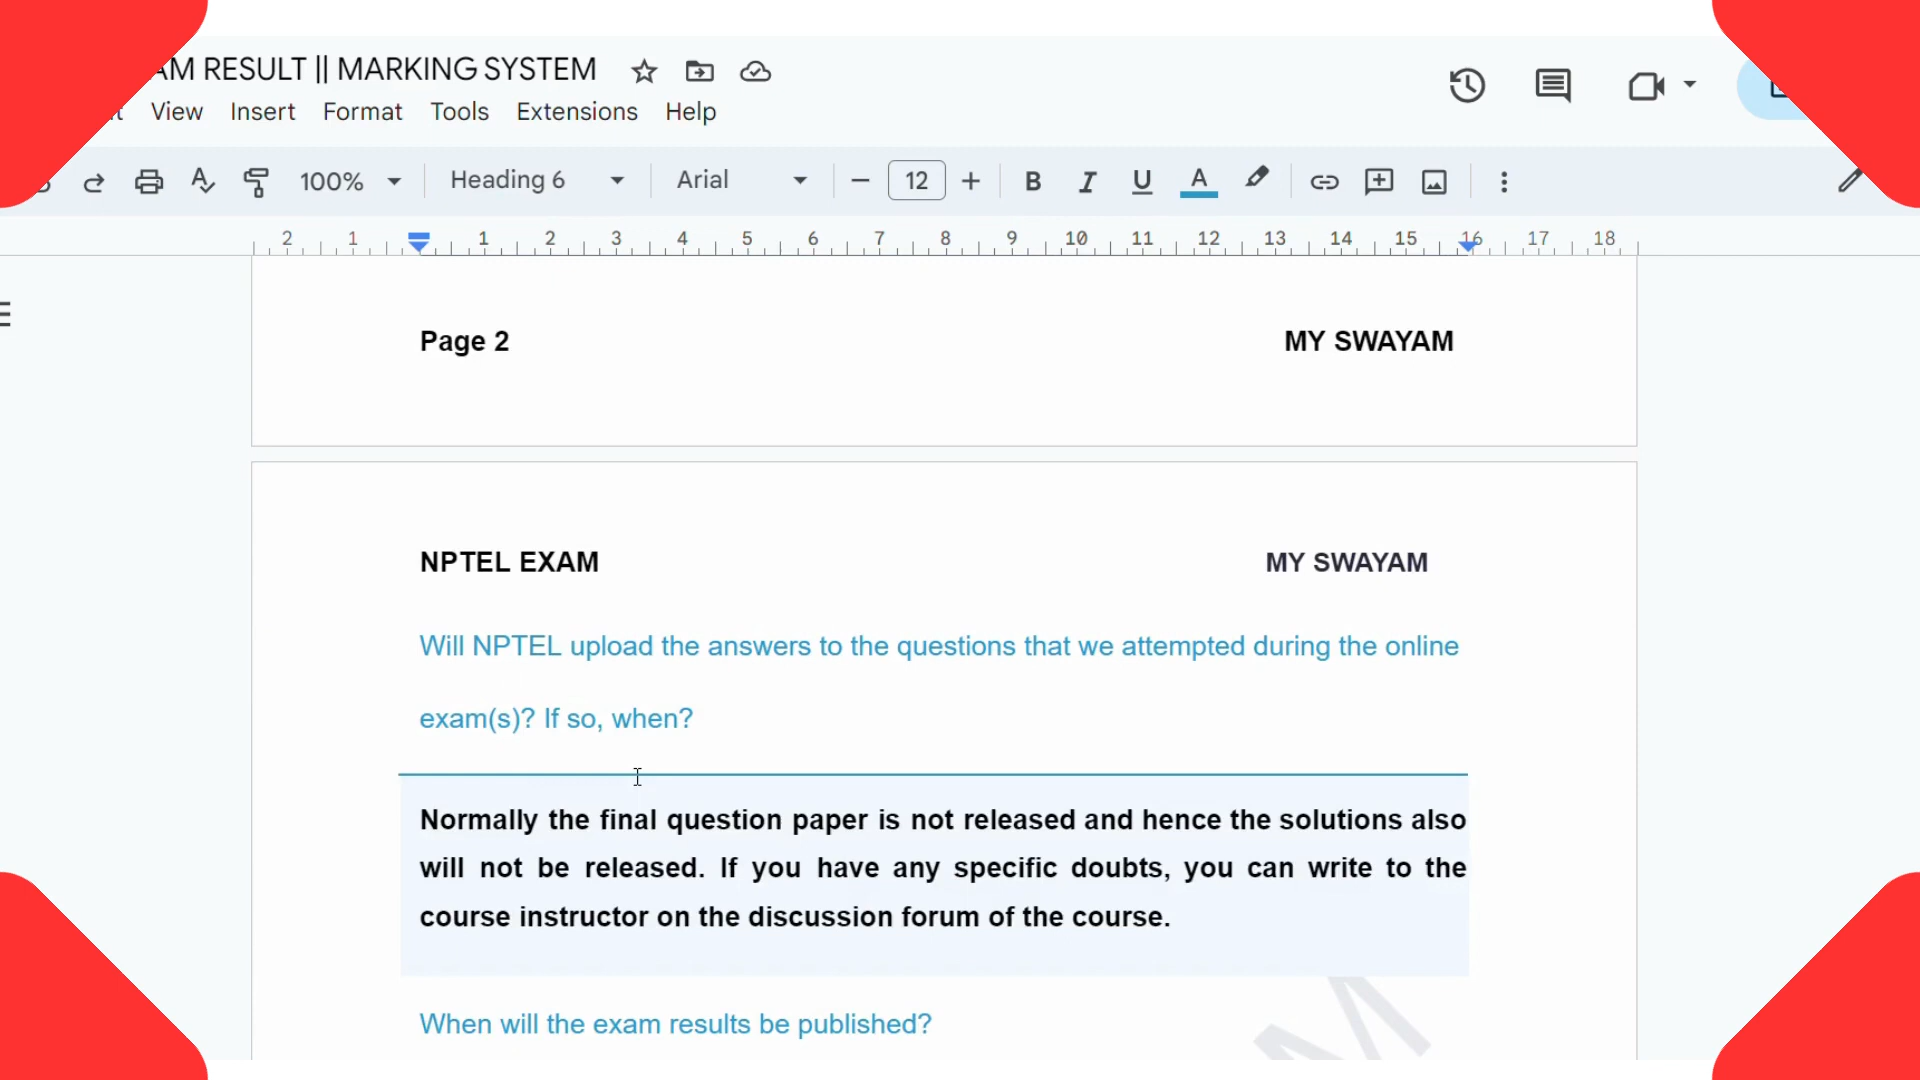 AM RESULT || MARKING SYSTEM
View Insert Format Tools Extensions Help
100% Heading 6 Arial 12 B I U A
2 1 1 2 3 4 5 6 7 8 9 10 11 12 13 14 15 16 17 18
Page 2 MY SWAYAM
NPTEL EXAM MY SWAYAM
Will NPTEL upload the answers to the questions that we attempted during the online
exam(s)? If so, when?
Normally the final question paper is not released and hence the solutions also
will not be released. If you have any specific doubts, you can write to the
course instructor on the discussion forum of the course.
When will the exam results be published?
M